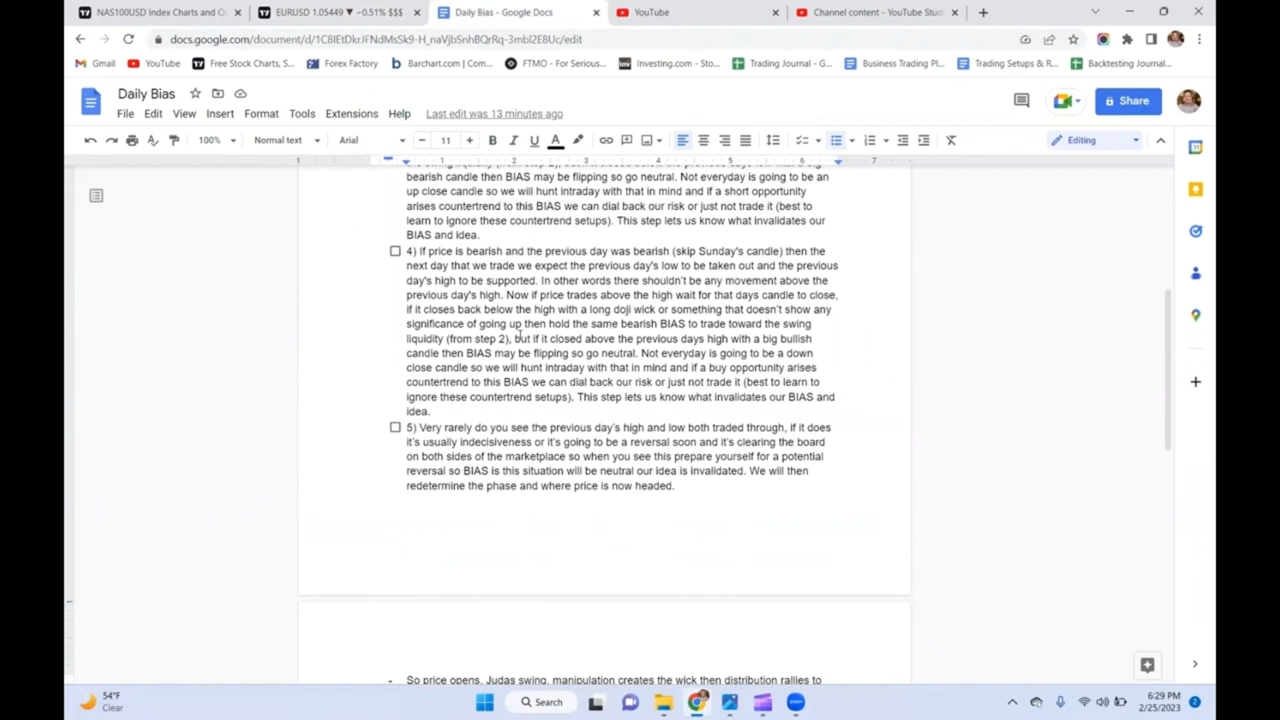 NAS100USD Index Charts and Q
EURUSD 1.05449 ▼ −0.51% $$$
Daily Bias - Google Docs
YouTube
Channel content - YouTube Stud
docs.google.com/document/d/1C8IEtDkrJFNdMsSk9-H_naVjbSnhBQrRq-3mbl2E8Uc/edit
Gmail
YouTube
Free Stock Charts, S...
Forex Factory
Barchart.com | Com...
FTMO - For Serious...
Investing.com - Sto...
Trading Journal - G...
Business Trading Pl...
Trading Setups & R...
Backtesting Journal...
Daily Bias
Share
File Edit View Insert Format Tools Extensions Help Last edit was 13 minutes ago
100% Normal text Arial 11 Editing
1 1 2 3 4 5 6 7
bearish candle then BIAS may be flipping so go neutral. Not everyday is going to be an
up close candle so we will hunt intraday with that in mind and if a short opportunity
arises countertrend to this BIAS we can dial back our risk or just not trade it (best to
learn to ignore these countertrend setups). This step lets us know what invalidates our
BIAS and idea.
4) If price is bearish and the previous day was bearish (skip Sunday's candle) then the
next day that we trade we expect the previous day's low to be taken out and the previous
day's high to be supported. In other words there shouldn't be any movement above the
previous day's high. Now if price trades above the high wait for that days candle to close,
if it closes back below the high with a long doji wick or something that doesn't show any
significance of going up then hold the same bearish BIAS to trade toward the swing
liquidity (from step 2), but if it closed above the previous days high with a big bullish
candle then BIAS may be flipping so go neutral. Not everyday is going to be a down
close candle so we will hunt intraday with that in mind and if a buy opportunity arises
countertrend to this BIAS we can dial back our risk or just not trade it (best to learn to
ignore these countertrend setups). This step lets us know what invalidates our BIAS and
idea.
5) Very rarely do you see the previous day's high and low both traded through, if it does
it's usually indecisiveness or it's going to be a reversal soon and it's clearing the board
on both sides of the marketplace so when you see this prepare yourself for a potential
reversal so BIAS is this situation will be neutral our idea is invalidated. We will then
redetermine the phase and where price is now headed.
- So price opens, Judas swing, manipulation creates the wick then distribution rallies to
54°F
Clear
Search
6:29 PM
2/25/2023